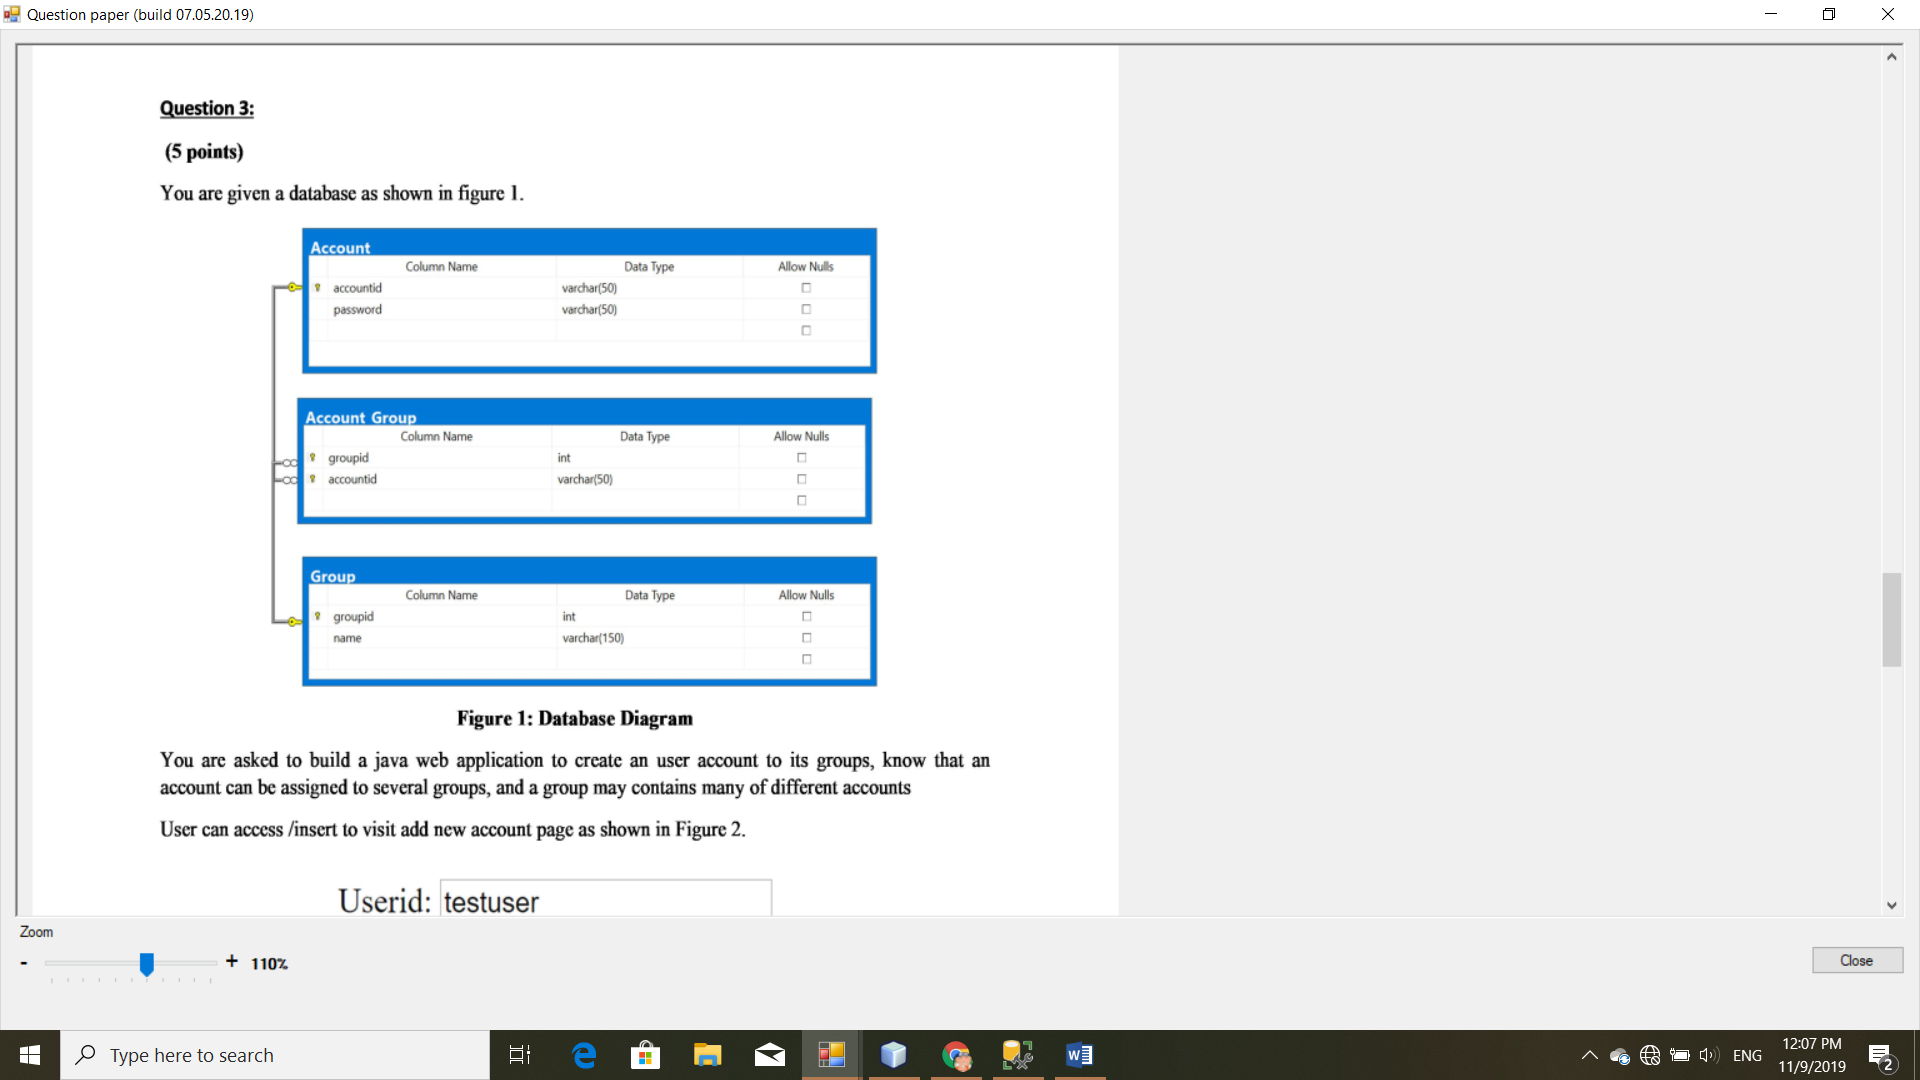 Question paper (build 07.05.20.19)
Question 3:
(5 points)
You are given a database as shown in figure 1.
Account
Column Name Data Type Allow Nulls
accountid varchar(50)
password varchar(50)
Account Group
Column Name Data Type Allow Nulls
groupid int
accountid varchar(50)
Group
Column Name Data Type Allow Nulls
groupid int
name varchar(150)
Figure 1: Database Diagram
You are asked to build a java web application to create an user account to its groups, know that an
account can be assigned to several groups, and a group may contains many of different accounts
User can access /insert to visit add new account page as shown in Figure 2.
Userid: testuser
Zoom
- + 110%
Close
Type here to search
ENG
12:07 PM
11/9/2019
2